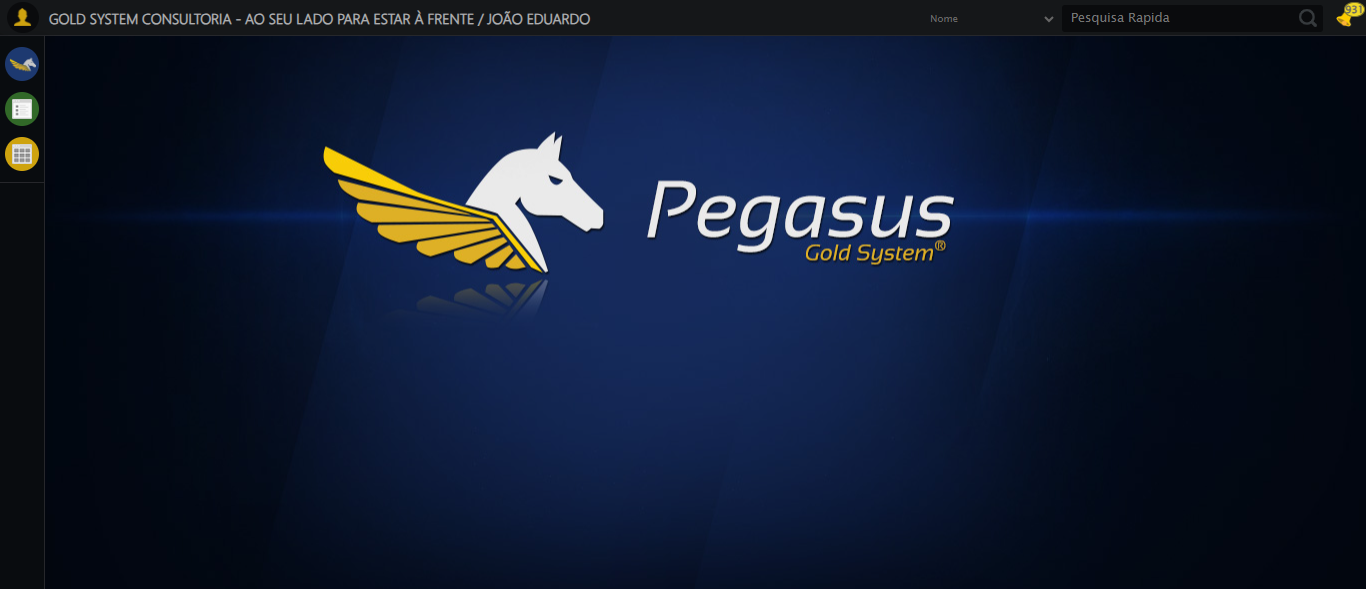 GOLD SYSTEM CONSULTORIA - AO SEU LADO PARA ESTAR À FRENTE / JOÃO EDUARDO
Nome
Pesquisa Rapida
931
Pegasus
Gold System®